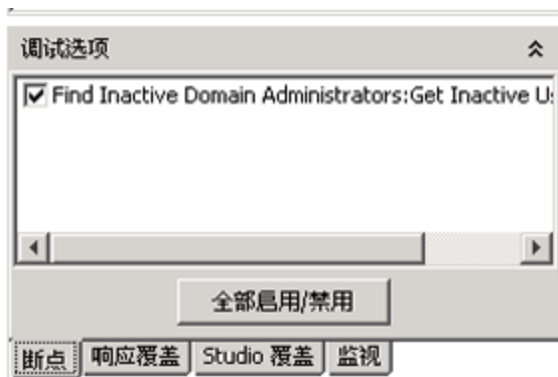 调试选项
Find Inactive Domain Administrators:Get Inactive
全部启用/禁用
断点 响应覆盖 Studio 覆盖 监视